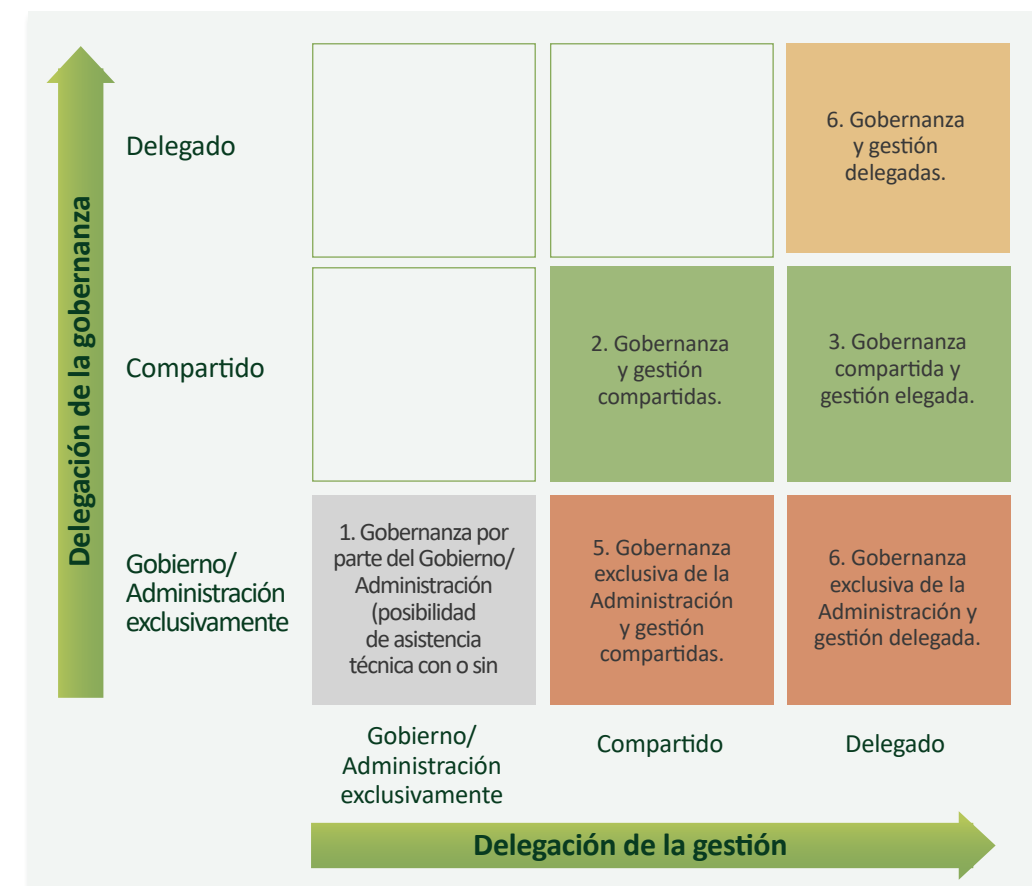 Delegación de la gobernanza
Delegado
6. Gobernanza
y gestión
delegadas.
Compartido
2. Gobernanza
y gestión
compartidas.
3. Gobernanza
compartida y
gestión elegada.
Gobierno/
Administración
exclusivamente
1. Gobernanza por
parte del Gobierno/
Administración
(posibilidad
de asistencia
técnica con o sin
5. Gobernanza
exclusiva de la
Administración
y gestión
compartidas.
6. Gobernanza
exclusiva de la
Administración y
gestión delegada.
Gobierno/
Administración
exclusivamente
Compartido
Delegado
Delegación de la gestión